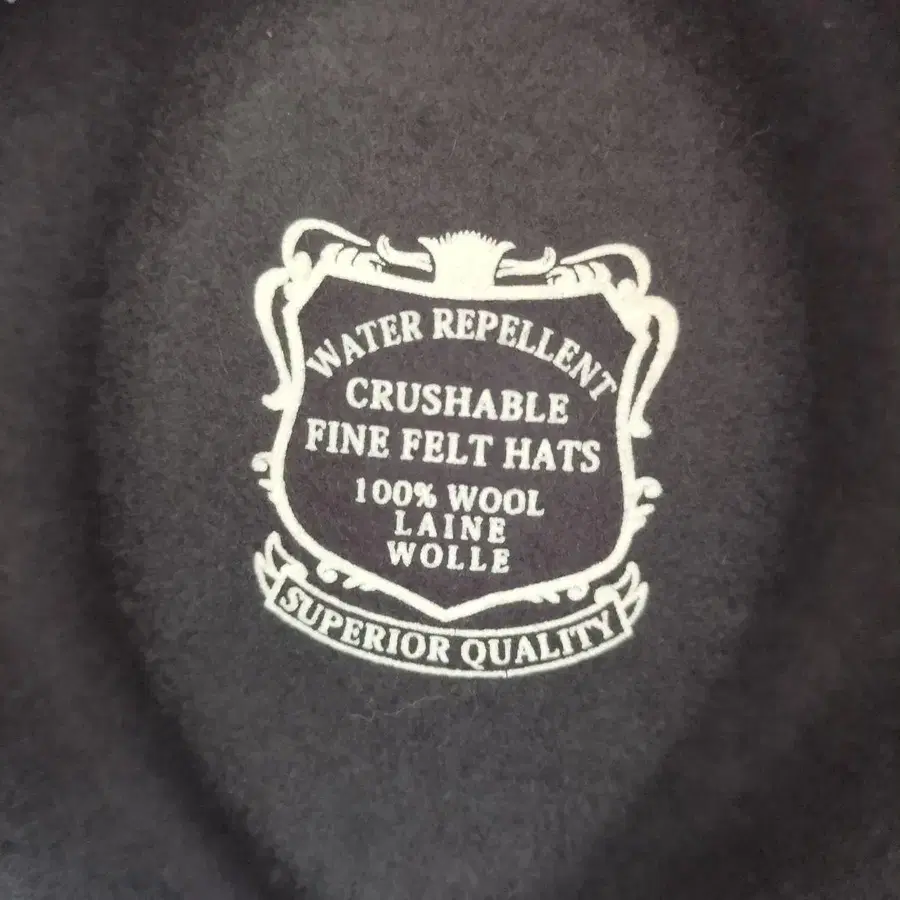 WATER REPELLENT
CRUSHABLE
FINE FELT HATS
100% WOOL
LAINE
WOLLE
SUPERIOR QUALITY